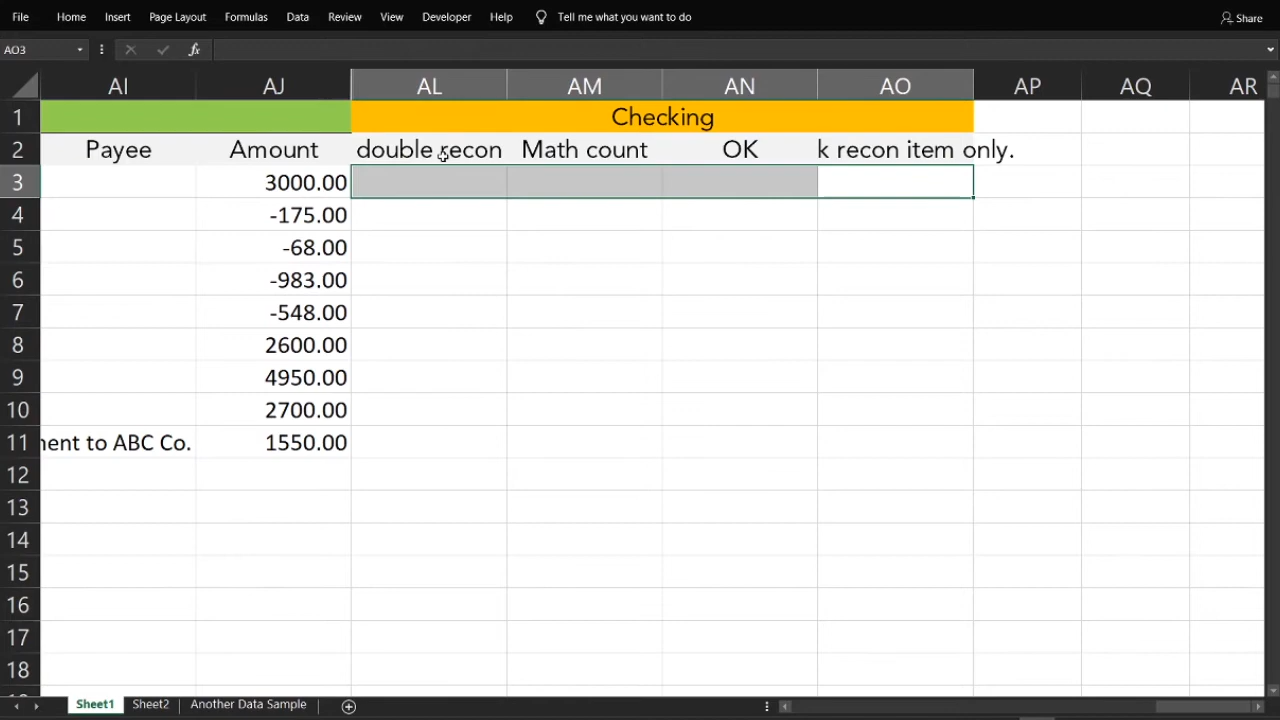 File Home Insert Page Layout Formulas Data Review View Developer Help Tell me what you want to do Share
AO3 fx
AI AJ AL AM AN AO AP AQ AR
1 Checking
2 Payee Amount double recon Math count OK k recon item only.
3 3000.00
4 -175.00
5 -68.00
6 -983.00
7 -548.00
8 2600.00
9 4950.00
10 2700.00
11 nent to ABC Co. 1550.00
12
13
14
15
16
17
18
Sheet1 Sheet2 Another Data Sample